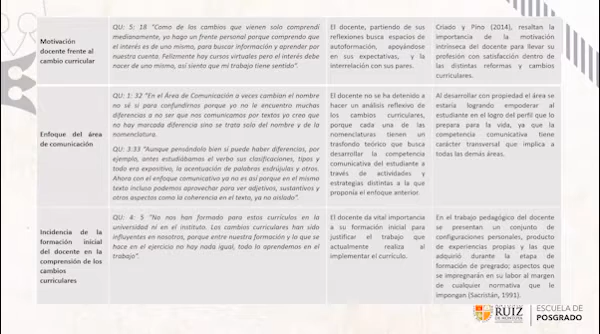 Motivación
docente frente al
cambio curricular
QU: 5: 18 "Como de los cambios que vienen solo comprendí
medianamente, yo hago un frente personal porque comprendo que
el interés es de uno mismo, para buscar información y aprender por
nuestra cuenta. Felizmente hay cursos virtuales pero el interés debe
nacer de uno mismo, así siento que mi trabajo tiene sentido".
El docente, partiendo de sus
reflexiones busca espacios de
autoformación, apoyándose
en sus expectativas, y la
interrelación con sus pares.
Criado y Pino (2014), resaltan la
importancia de la motivación
intrínseca del docente para llevar su
profesión con satisfacción dentro de
las distintas reformas y cambios
curriculares.
Enfoque del área
de comunicación
QU: 1: 32 "En el Área de Comunicación a veces cambian el nombre
no sé si para confundirnos porque yo no le encuentro muchas
diferencias a no ser que nos comunicamos por textos yo creo que
no hay marcada diferencia sino se trata solo del nombre y de la
nomenclatura.
QU: 3:33 "Aunque pensándolo bien sí puede haber diferencias, por
ejemplo, antes estudiábamos el verbo sus clasificaciones, tipos y
todo era expositivo, la acentuación de palabras esdrújulas y otros.
Ahora con el enfoque comunicativo ya no es así porque en el mismo
texto incluso podemos aprovechar para ver adjetivos, sustantivos y
otros aspectos como la coherencia en el texto, ya no aislado".
El docente no se ha detenido a
hacer un análisis reflexivo de
los cambios curriculares,
porque cada una de las
nomenclaturas tienen un
trasfondo teórico que busca
desarrollar la competencia
comunicativa del estudiante a
través de actividades y
estrategias distintas a la que
proponía el enfoque anterior.
Al desarrollar con propiedad el área se
estaría logrando empoderar al
estudiante en el logro del perfil que lo
prepara para la vida, ya que la
competencia comunicativa tiene
carácter transversal que implica a
todas las demás áreas.
Incidencia de la
formación inicial
del docente en la
comprensión de los
cambios
curriculares
QU: 4: 5 "No nos han formado para estos currículos en la
universidad ni en el instituto. Los cambios curriculares han sido
influyentes en nosotros, porque entre nuestra formación y lo que se
hace en el ejercicio no hay nada igual, todo lo aprendemos en el
trabajo".
El docente da vital importancia
a su formación inicial para
justificar el trabajo que
actualmente realiza al
implementar el currículo.
En el trabajo pedagógico del docente
se presentan un conjunto de
configuraciones personales, producto
de experiencias propias y las que
adquirió durante la etapa de
formación de pregrado; aspectos que
se impregnarán en su labor al margen
de cualquier normativa que le
impongan (Sacristán, 1991).
RUIZ
DE MONTOYA
ESCUELA DE
POSGRADO